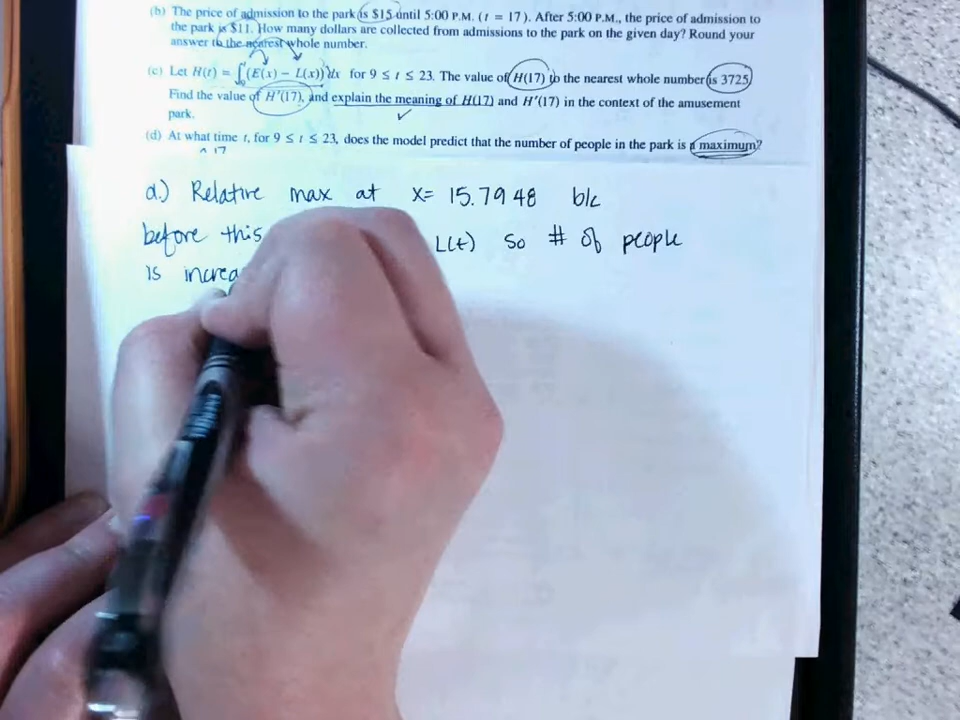 (b) The price of admission to the park is $15 until 5:00 P.M. (t = 17). After 5:00 P.M., the price of admission to
the park is $11. How many dollars are collected from admissions to the park on the given day? Round your
answer to the nearest whole number.
(c) Let H(t) = ∫₉ᵗ (E(x) − L(x)) dx for 9 ≤ t ≤ 23. The value of H(17) to the nearest whole number is 3725.
Find the value of H′(17), and explain the meaning of H(17) and H′(17) in the context of the amusement
park.
(d) At what time t, for 9 ≤ t ≤ 23, does the model predict that the number of people in the park is a maximum?
17
d.) Relative max at x= 15.7948 b/c
before this L(t) so # of people
is increa